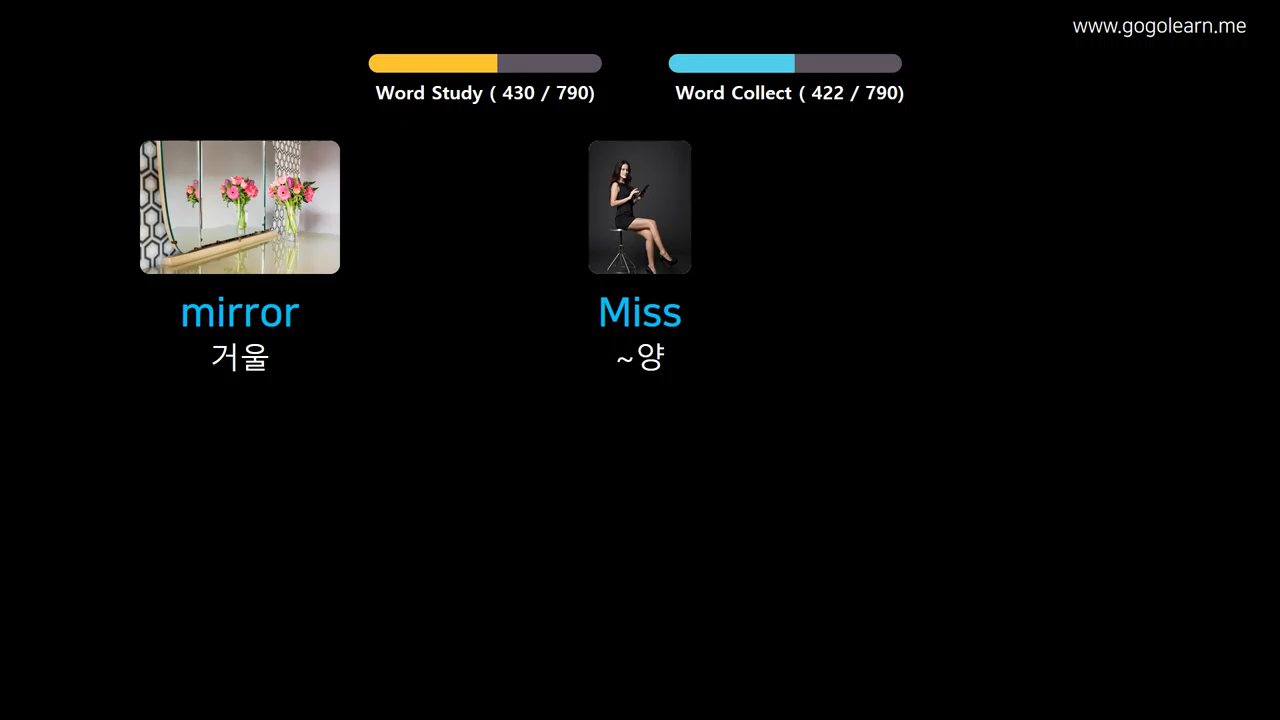 www.gogolearn.me
Word Study ( 430 / 790)
Word Collect ( 422 / 790)
mirror
거울
Miss
~양